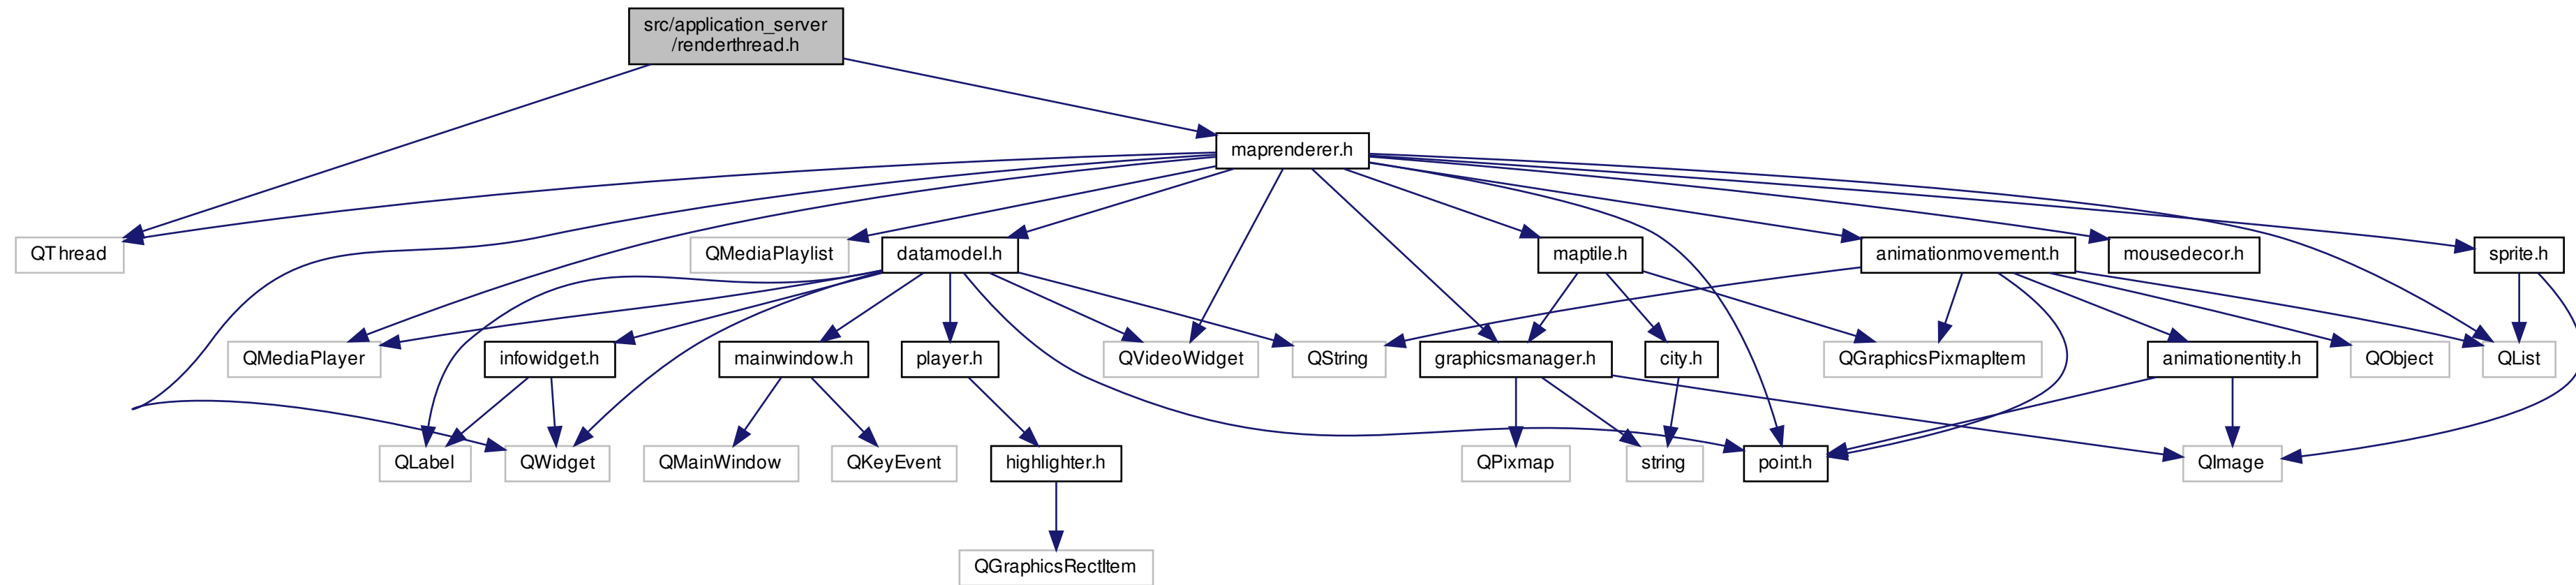 src/application_server
/renderthread.h
maprenderer.h
QThread
QMediaPlaylist
datamodel.h
maptile.h
animationmovement.h
mousedecor.h
sprite.h
QMediaPlayer
infowidget.h
mainwindow.h
player.h
QVideoWidget
QString
graphicsmanager.h
city.h
QGraphicsPixmapItem
animationentity.h
QObject
QList
QLabel
QWidget
QMainWindow
QKeyEvent
highlighter.h
QPixmap
string
point.h
QImage
QGraphicsRectItem